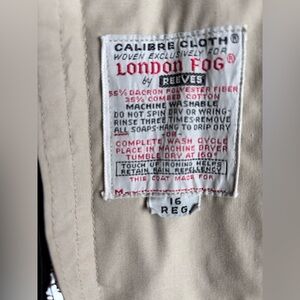 CALIBRE CLOTH®
WOVEN EXCLUSIVELY FOR
LONDON FOG®
by REEVES
65% DACRON POLYESTER FIBER
35% COMBED COTTON
MACHINE WASHABLE
DO NOT SPIN DRY OR WRING-
RINSE THREE TIMES-REMOVE
ALL SOAPS-HANG TO DRIP DRY
-OR-
COMPLETE WASH CYCLE
PLACE IN MACHINE DRYER
TUMBLE DRY AT 160°
TOUCH UP IRONING HELPS
RETAIN RAIN REPELLENCY
THIS COAT MADE FOR
16
REG